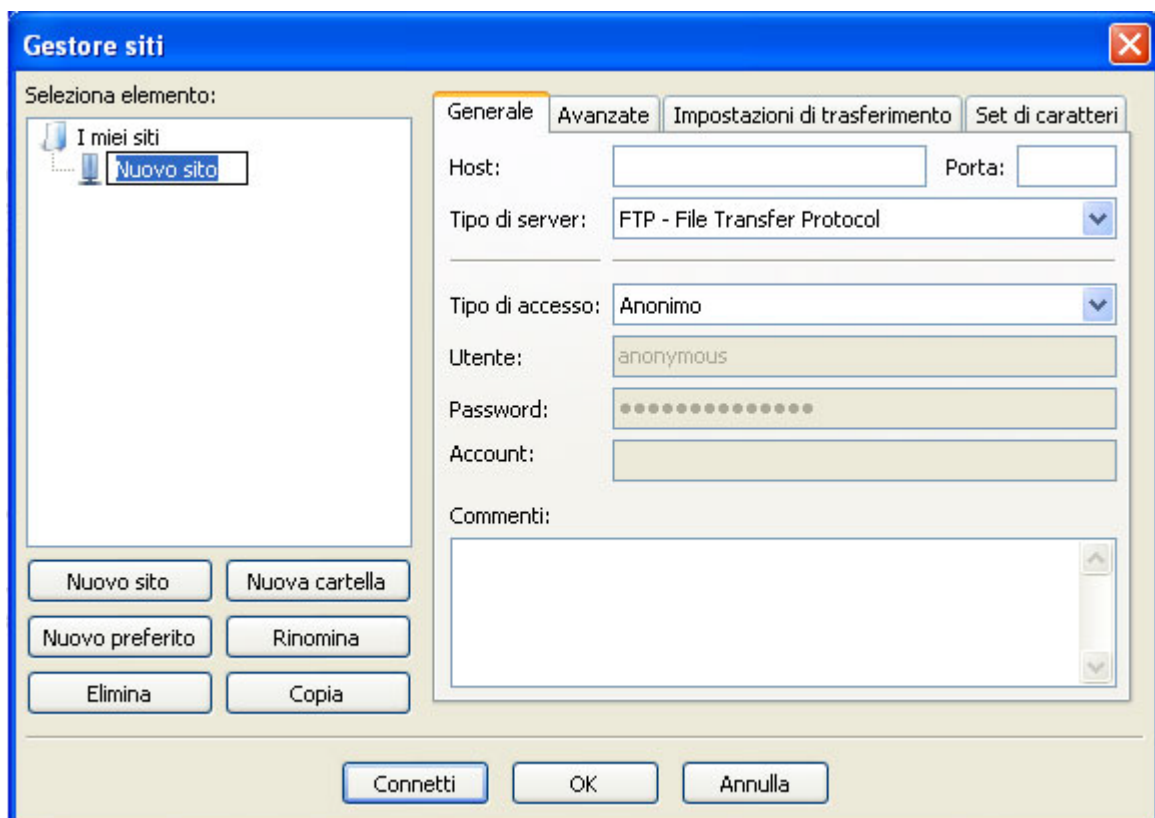 Gestore siti
Seleziona elemento:
I miei siti
Nuovo sito
Nuovo sito
Nuova cartella
Nuovo preferito
Rinomina
Elimina
Copia
Generale
Avanzate
Impostazioni di trasferimento
Set di caratteri
Host:
Porta:
Tipo di server:
FTP - File Transfer Protocol
Tipo di accesso:
Anonimo
Utente:
anonymous
Password:
●●●●●●●●●●●●●●
Account:
Commenti:
Connetti
OK
Annulla